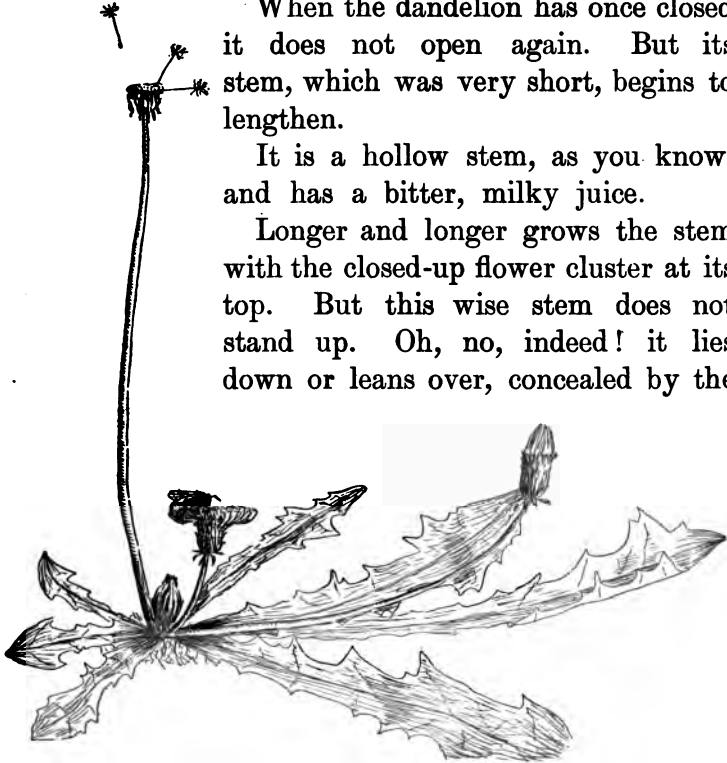 When the dandelion has once closed
it does not open again. But its
stem, which was very short, begins to
lengthen.
It is a hollow stem, as you know
and has a bitter, milky juice.
Longer and longer grows the stem
with the closed-up flower cluster at its
top. But this wise stem does not
stand up. Oh, no, indeed! it lies
down or leans over, concealed by the